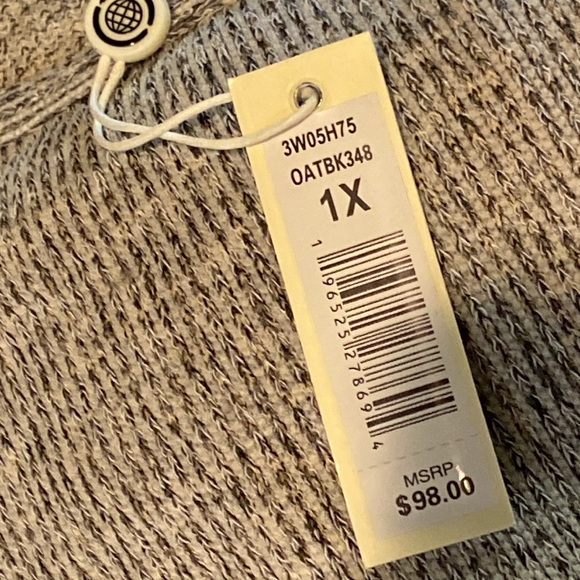 3W05H75
OATBK348
1X
1 96525 27869 4
MSRP
$98.00